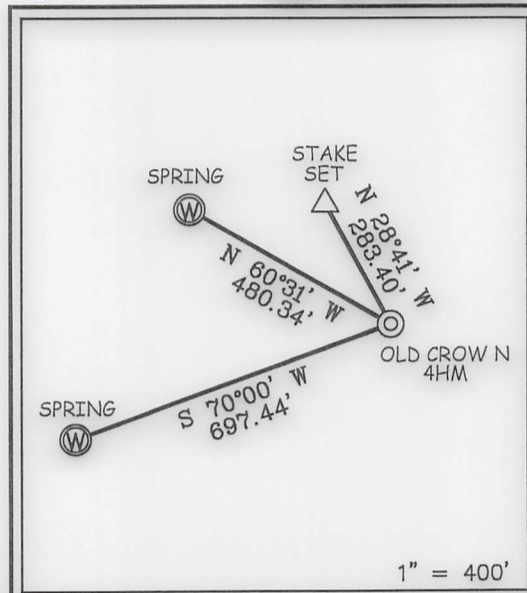 STAKE
SET
SPRING
N 28°41' W
283.40'
N 60°31' W
480.34'
OLD CROW N
4HM
S 70°00' W
697.44'
SPRING
1" = 400'
W
W